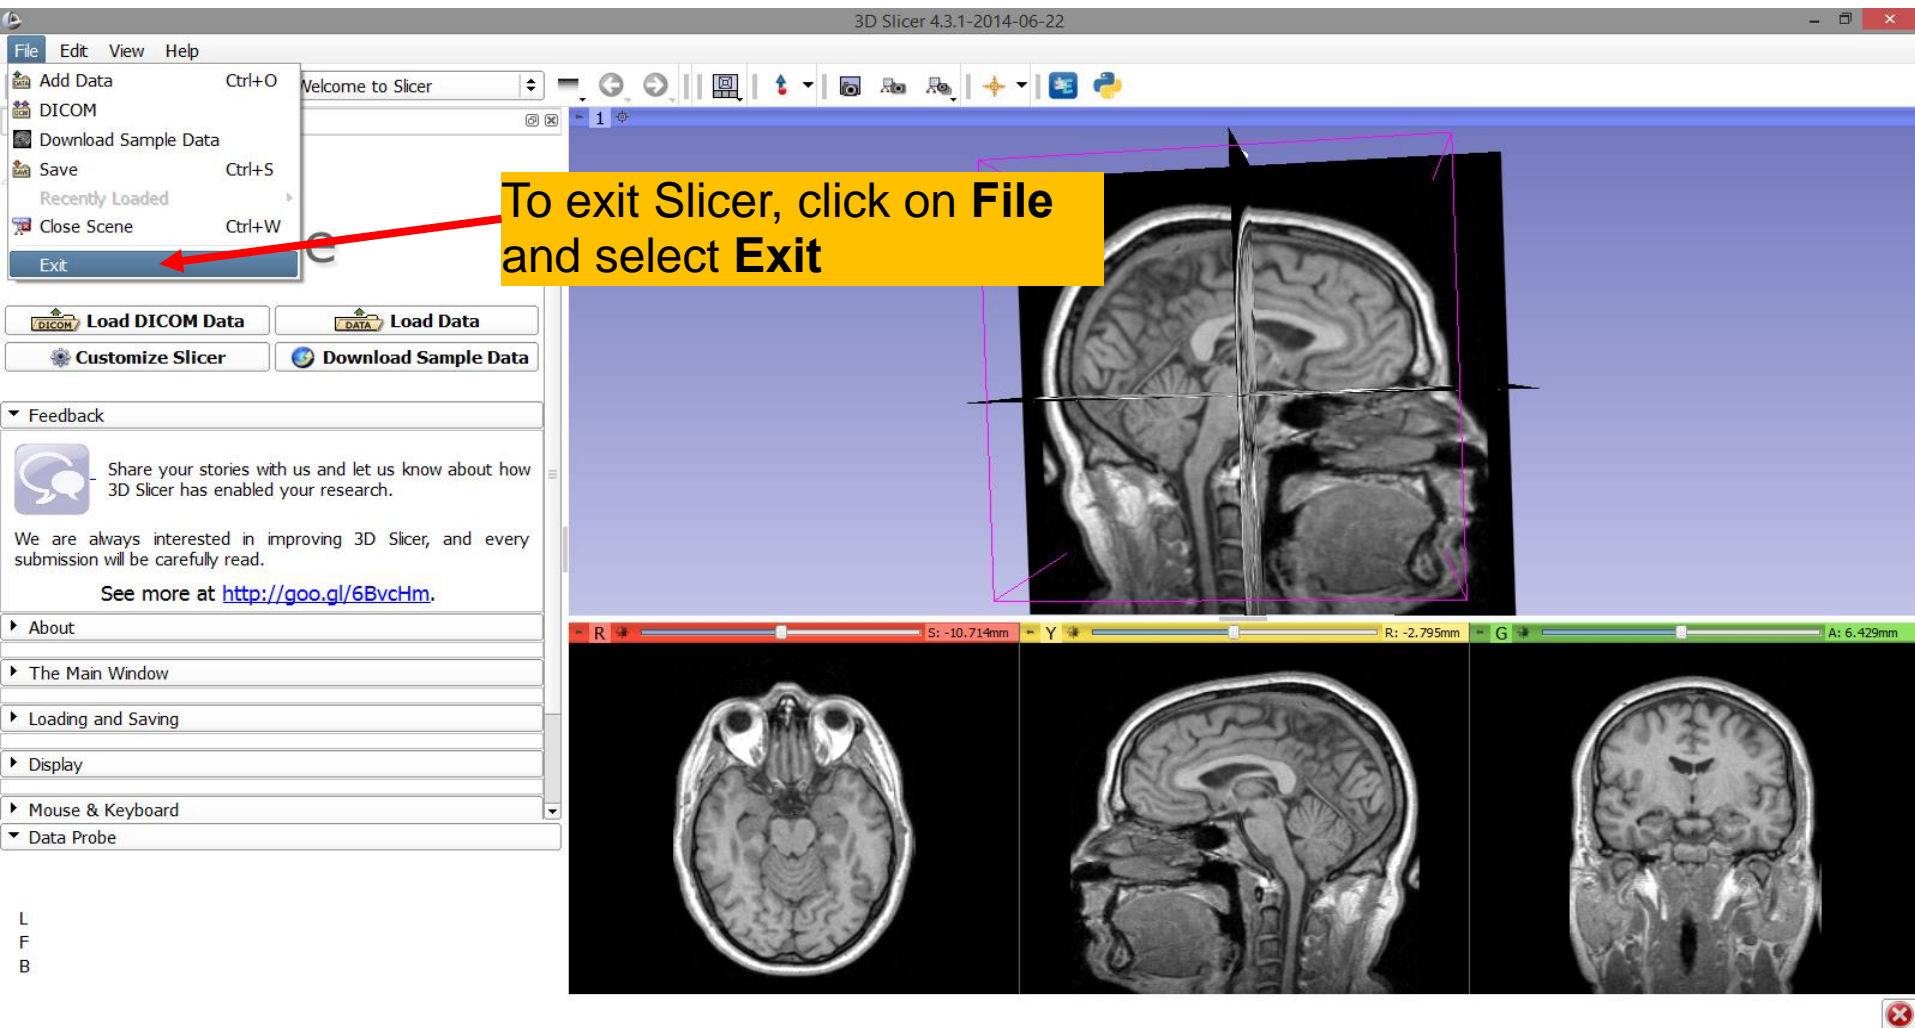 3D Slicer 4.3.1-2014-06-22
File Edit View Help
Add Data Ctrl+O
Welcome to Slicer
DICOM
1
Download Sample Data
Save Ctrl+S
Recently Loaded
Close Scene Ctrl+W
Exit
e
To exit Slicer, click on File
and select Exit
DICOM Load DICOM Data
DATA Load Data
Customize Slicer
Download Sample Data
Feedback
Share your stories with us and let us know about how
3D Slicer has enabled your research.
We are always interested in improving 3D Slicer, and every
submission will be carefully read.
See more at http://goo.gl/6BvcHm.
About
The Main Window
Loading and Saving
Display
Mouse & Keyboard
Data Probe
L
F
B
R S: -10.714mm
Y R: -2.795mm
G A: 6.429mm